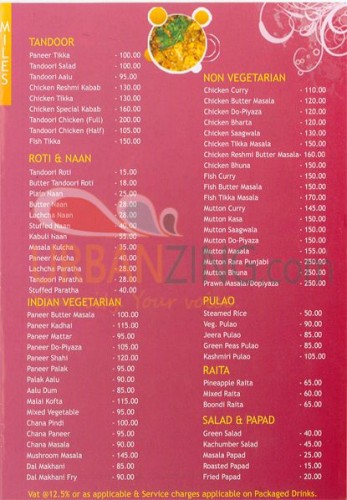 MILES
TANDOOR
Paneer Tikka - 100.00
Tandoori Salad - 100.00
Tandoori Aalu - 95.00
Chicken Reshmi Kabab - 130.00
Chicken Tikka - 130.00
Chicken Special Kabab - 160.00
Tandoori Chicken (Full) - 200.00
Tandoori Chicken (Half) - 105.00
Fish Tikka - 150.00
ROTI & NAAN
Tandoori Roti - 15.00
Butter Tandoori Roti - 18.00
Plain Naan - 25.00
Butter Naan - 28.00
Lachcha Naan - 28.00
Stuffed Naan - 40.00
Kabuli Naan - 55.00
Masala Kulcha - 35.00
Paneer Kulcha - 40.00
Lachcha Paratha - 28.00
Tandoori Paratha - 28.00
Stuffed Paratha - 40.00
INDIAN VEGETARIAN
Paneer Butter Masala - 100.00
Paneer Kadhai - 115.00
Paneer Mattar - 95.00
Paneer Do-Piyaza - 105.00
Paneer Shahi - 120.00
Paneer Palak - 95.00
Palak Aalu - 90.00
Aalu Dum - 85.00
Malai Kofta - 115.00
Mixed Vegetable - 95.00
Chana Pindi - 100.00
Chana Paneer - 95.00
Chana Masala - 90.00
Mushroom Masala - 145.00
Dal Makhani - 85.00
Dal Makhani Fry - 90.00
NON VEGETARIAN
Chicken Curry - 110.00
Chicken Butter Masala - 120.00
Chicken Do-Piyaza - 120.00
Chicken Bharta - 120.00
Chicken Saagwala - 130.00
Chicken Tikka Masala - 150.00
Chicken Reshmi Butter Masala- 160.00
Chicken Bhuna - 150.00
Fish Curry - 150.00
Fish Butter Masala - 150.00
Fish Tikka Masala - 170.00
Mutton Curry - 145.00
Mutton Kasa - 150.00
Mutton Saagwala - 150.00
Mutton Do-Piyaza - 150.00
Mutton Masala - 155.00
Mutton Rara Punjabi - 250.00
Mutton Bhuna - 250.00
Prawn Masala/Dopiyaza - 250.00
PULAO
Steamed Rice - 50.00
Veg. Pulao - 90.00
Jeera Pulao - 85.00
Green Peas Pulao - 85.00
Kashmiri Pulao - 105.00
RAITA
Pineapple Raita - 65.00
Mixed Raita - 60.00
Boondi Raita - 65.00
SALAD & PAPAD
Green Salad - 40.00
Kachumber Salad - 45.00
Masala Papad - 25.00
Roasted Papad - 15.00
Fried Papad - 20.00
Vat @12.5% or as applicable & Service charges applicable on Packaged Drinks.